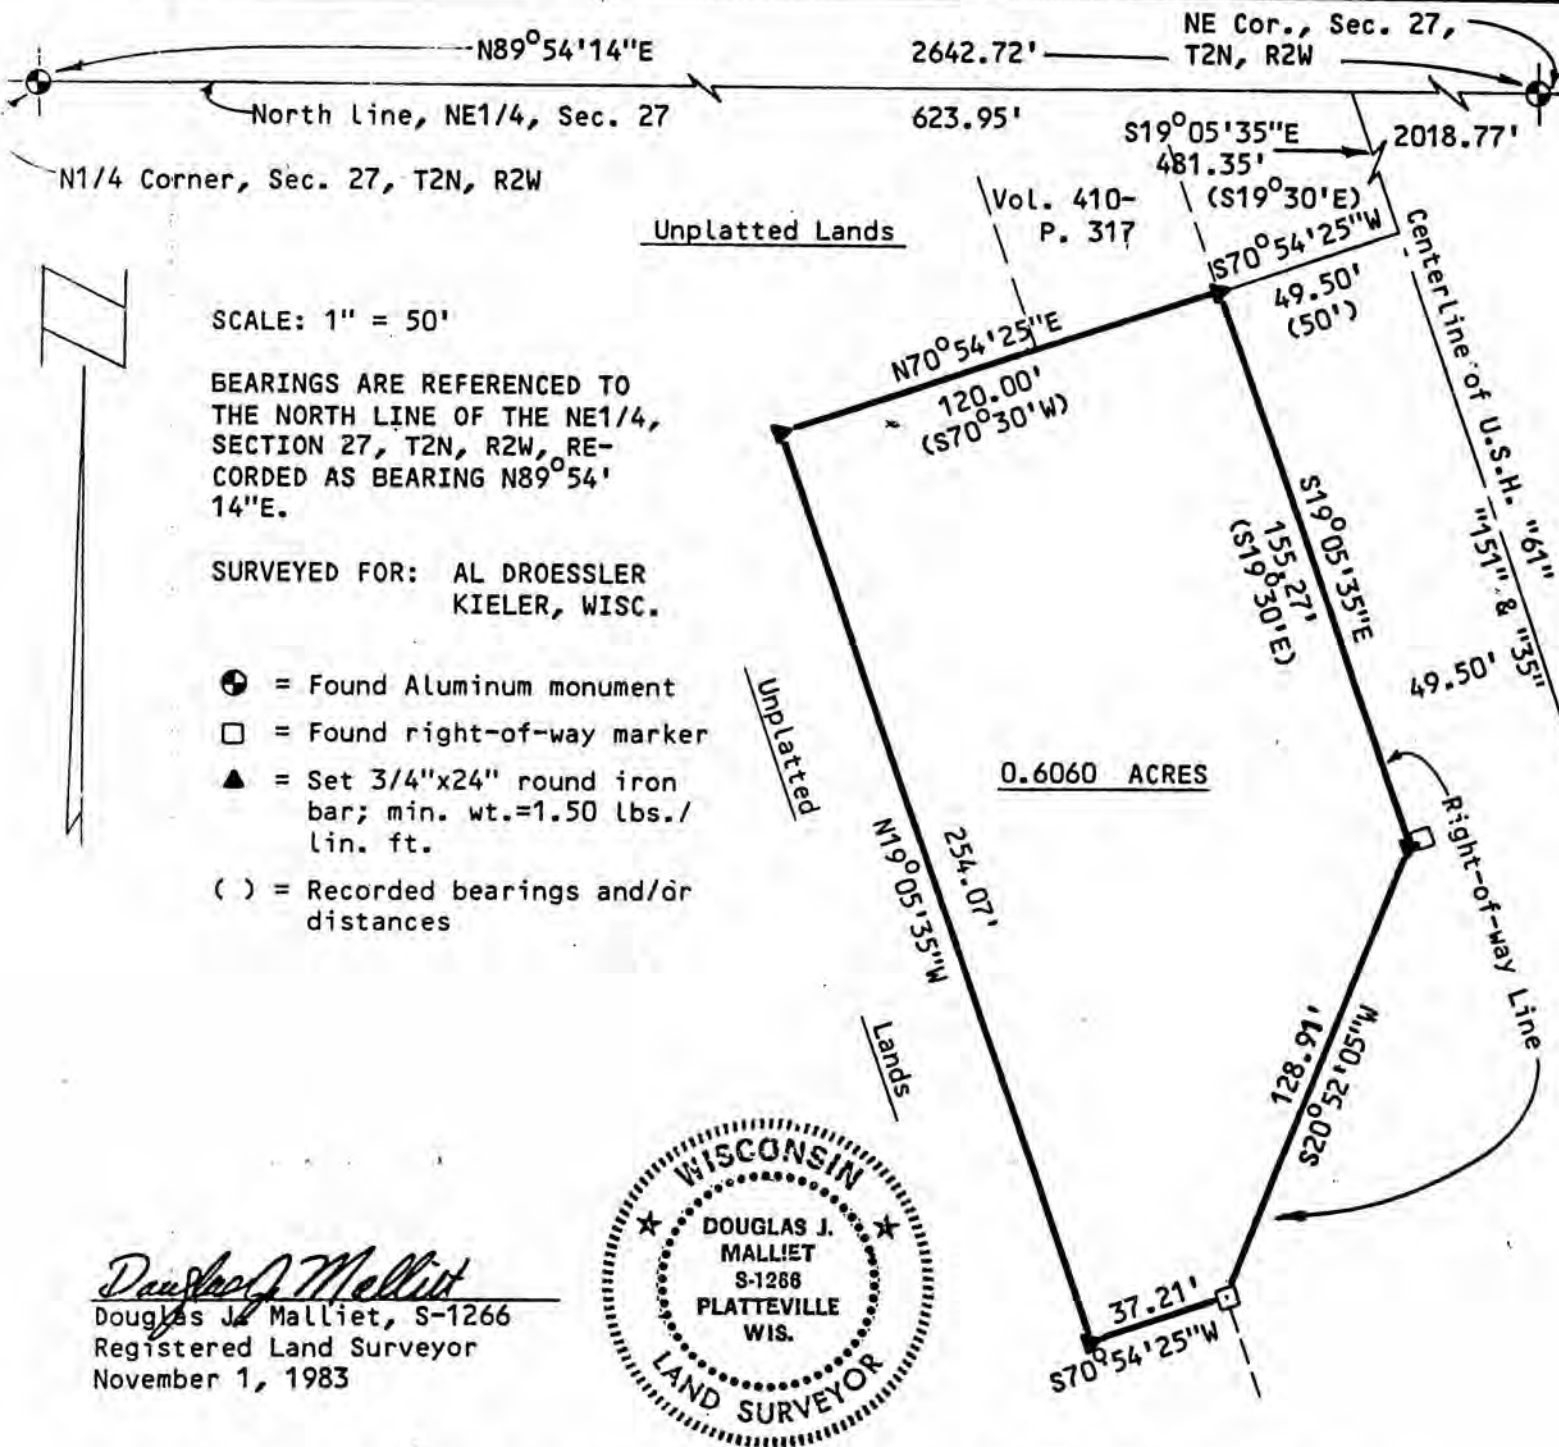 N89°54'14"E
2642.72'
NE Cor., Sec. 27,
T2N, R2W
North line, NE1/4, Sec. 27
623.95'
2018.77'
N1/4 Corner, Sec. 27, T2N, R2W
S19°05'35"E
481.35'
(S19°30'E)
Vol. 410-
P. 317
Unplatted Lands
S70°54'25"W
49.50'
(50')
Centerline of U.S.H. "61"
"151" & "35"
SCALE: 1" = 50'
BEARINGS ARE REFERENCED TO
THE NORTH LINE OF THE NE1/4,
SECTION 27, T2N, R2W, RE-
CORDED AS BEARING N89°54'
14"E.
SURVEYED FOR: AL DROESSLER
KIELER, WISC.
= Found Aluminum monument
= Found right-of-way marker
= Set 3/4"x24" round iron
bar; min. wt.=1.50 lbs./
lin. ft.
( ) = Recorded bearings and/or
distances
N70°54'25"E
120.00'
(S70°30'W)
S19°05'35"E
155.27'
(S19°30'E)
49.50'
Unplatted
Lands
0.6060 ACRES
254.07'
N19°05'35"W
Right-of-way Line
128.91'
S20°52'05"W
37.21'
S70°54'25"W
Douglas J. Malliet
Douglas J. Malliet, S-1266
Registered Land Surveyor
November 1, 1983
WISCONSIN
DOUGLAS J.
MALLIET
S-1266
PLATTEVILLE
WIS.
LAND SURVEYOR